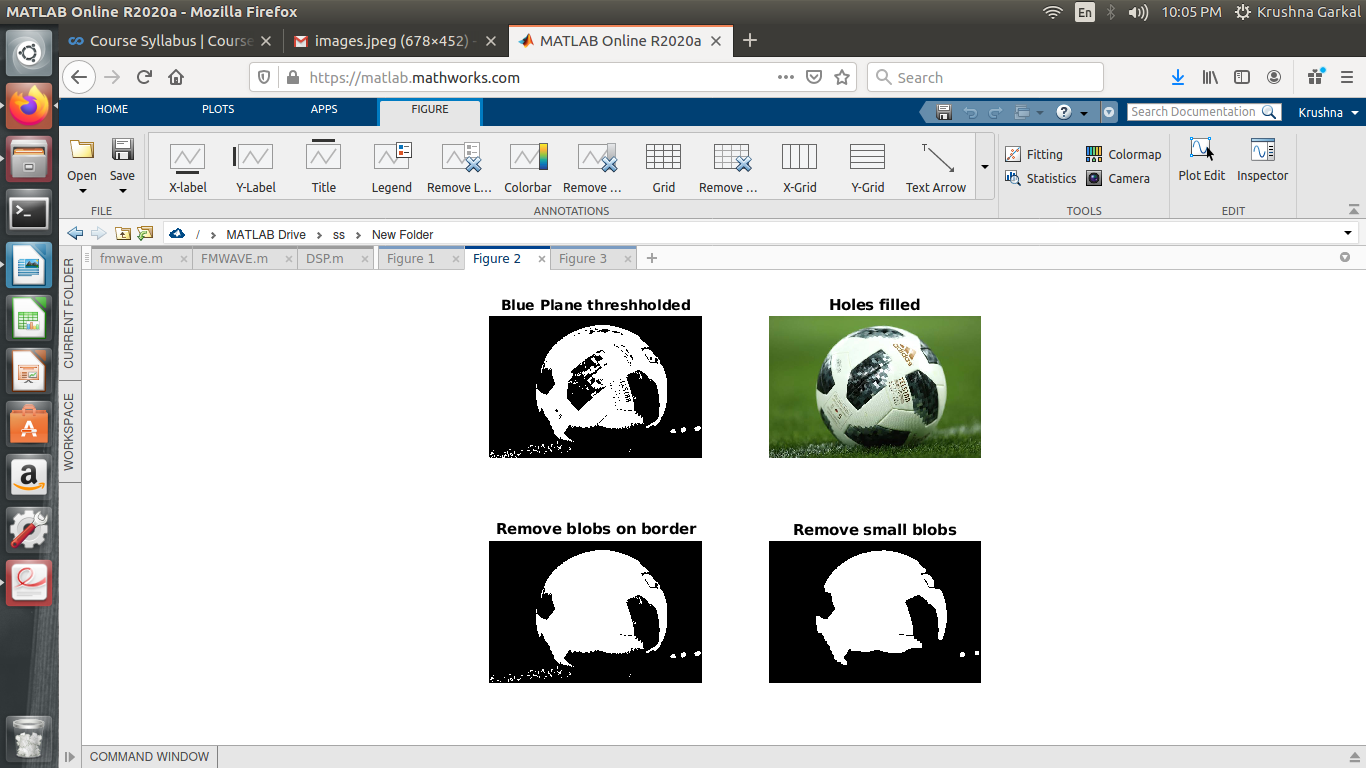 MATLAB Online R2020a - Mozilla Firefox
En 10:05 PM Krushna Garkal
Course Syllabus | Course
images.jpeg (678×452) -
MATLAB Online R2020a
https://matlab.mathworks.com
Search
HOME PLOTS APPS FIGURE
Search Documentation
Krushna
Open Save
X-label Y-Label Title Legend Remove L... Colorbar Remove ... Grid Remove ... X-Grid Y-Grid Text Arrow
Fitting Colormap
Statistics Camera
Plot Edit Inspector
FILE ANNOTATIONS TOOLS EDIT
/ MATLAB Drive ss New Folder
fmwave.m FMWAVE.m DSP.m Figure 1 Figure 2 Figure 3
CURRENT FOLDER
WORKSPACE
Blue Plane threshholded
Holes filled
adidas
Remove blobs on border
Remove small blobs
COMMAND WINDOW